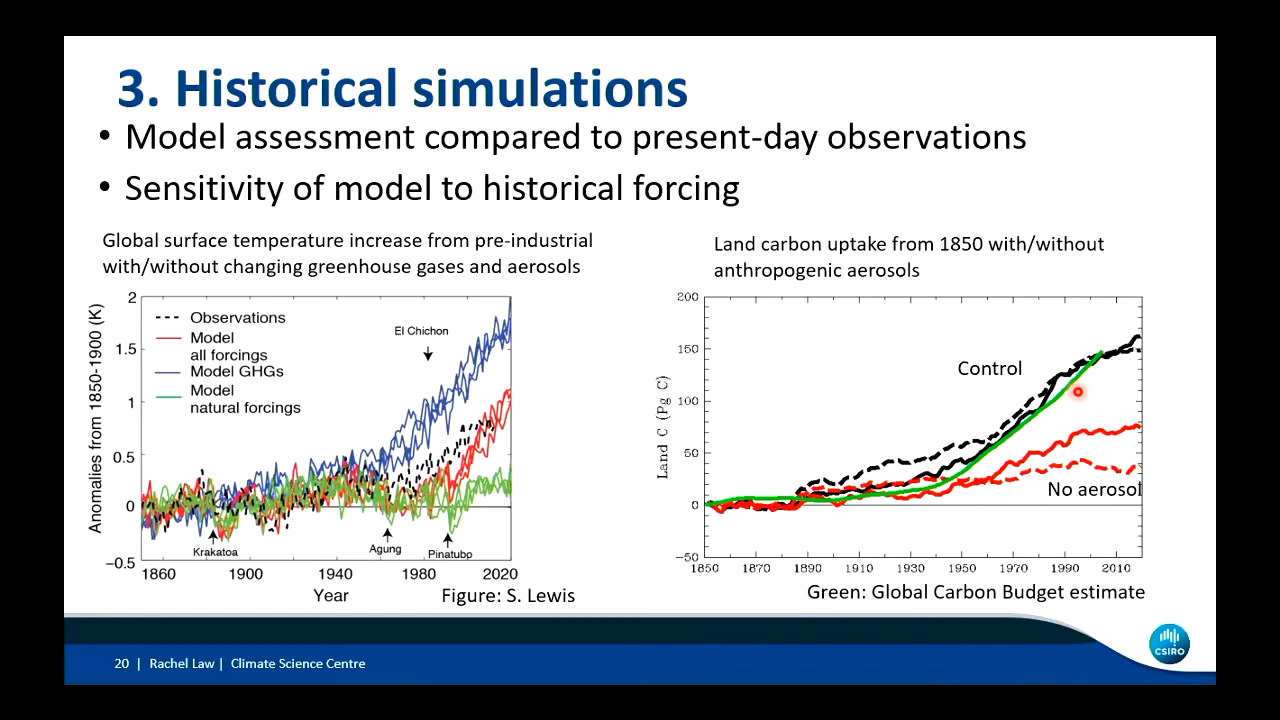 3. Historical simulations
• Model assessment compared to present-day observations
• Sensitivity of model to historical forcing
Global surface temperature increase from pre-industrial
with/without changing greenhouse gases and aerosols
Anomalies from 1850-1900 (K)
2
1.5
1
0.5
0
−0.5
Observations
Model
all forcings
Model GHGs
Model
natural forcings
El Chichon
Krakatoa
Agung
Pinatubo
1860 1900 1940 1980 2020
Year
Figure: S. Lewis
Land carbon uptake from 1850 with/without
anthropogenic aerosols
Land C (Pg C)
200
150
100
50
0
−50
Control
No aerosol
1850 1870 1890 1910 1930 1950 1970 1990 2010
Green: Global Carbon Budget estimate
20 | Rachel Law | Climate Science Centre
CSIRO